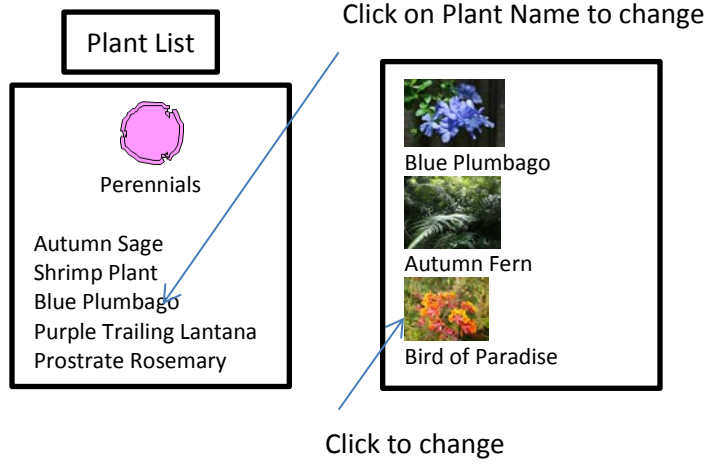 Click on Plant Name to change
Plant List
Perennials
Autumn Sage
Shrimp Plant
Blue Plumbago
Purple Trailing Lantana
Prostrate Rosemary
Blue Plumbago
Autumn Fern
Bird of Paradise
Click to change